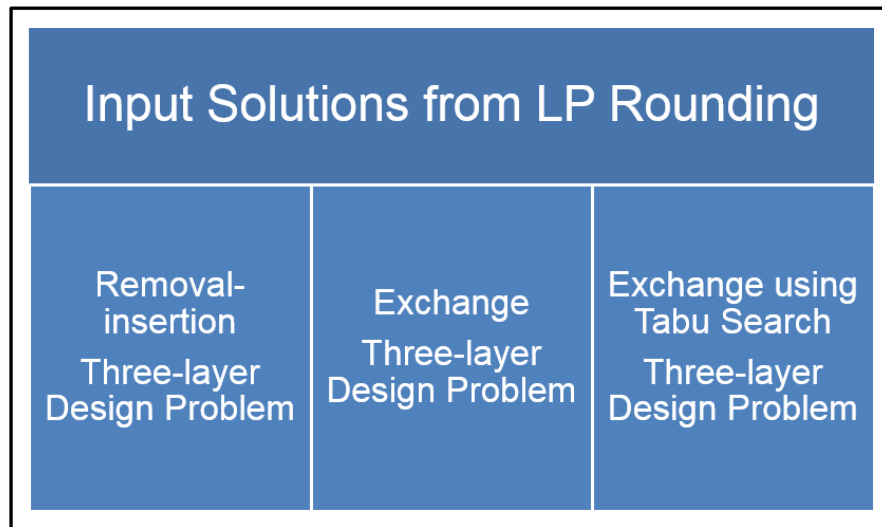 Input Solutions from LP Rounding
Removal-
insertion
Three-layer
Design Problem
Exchange
Three-layer
Design Problem
Exchange using
Tabu Search
Three-layer
Design Problem